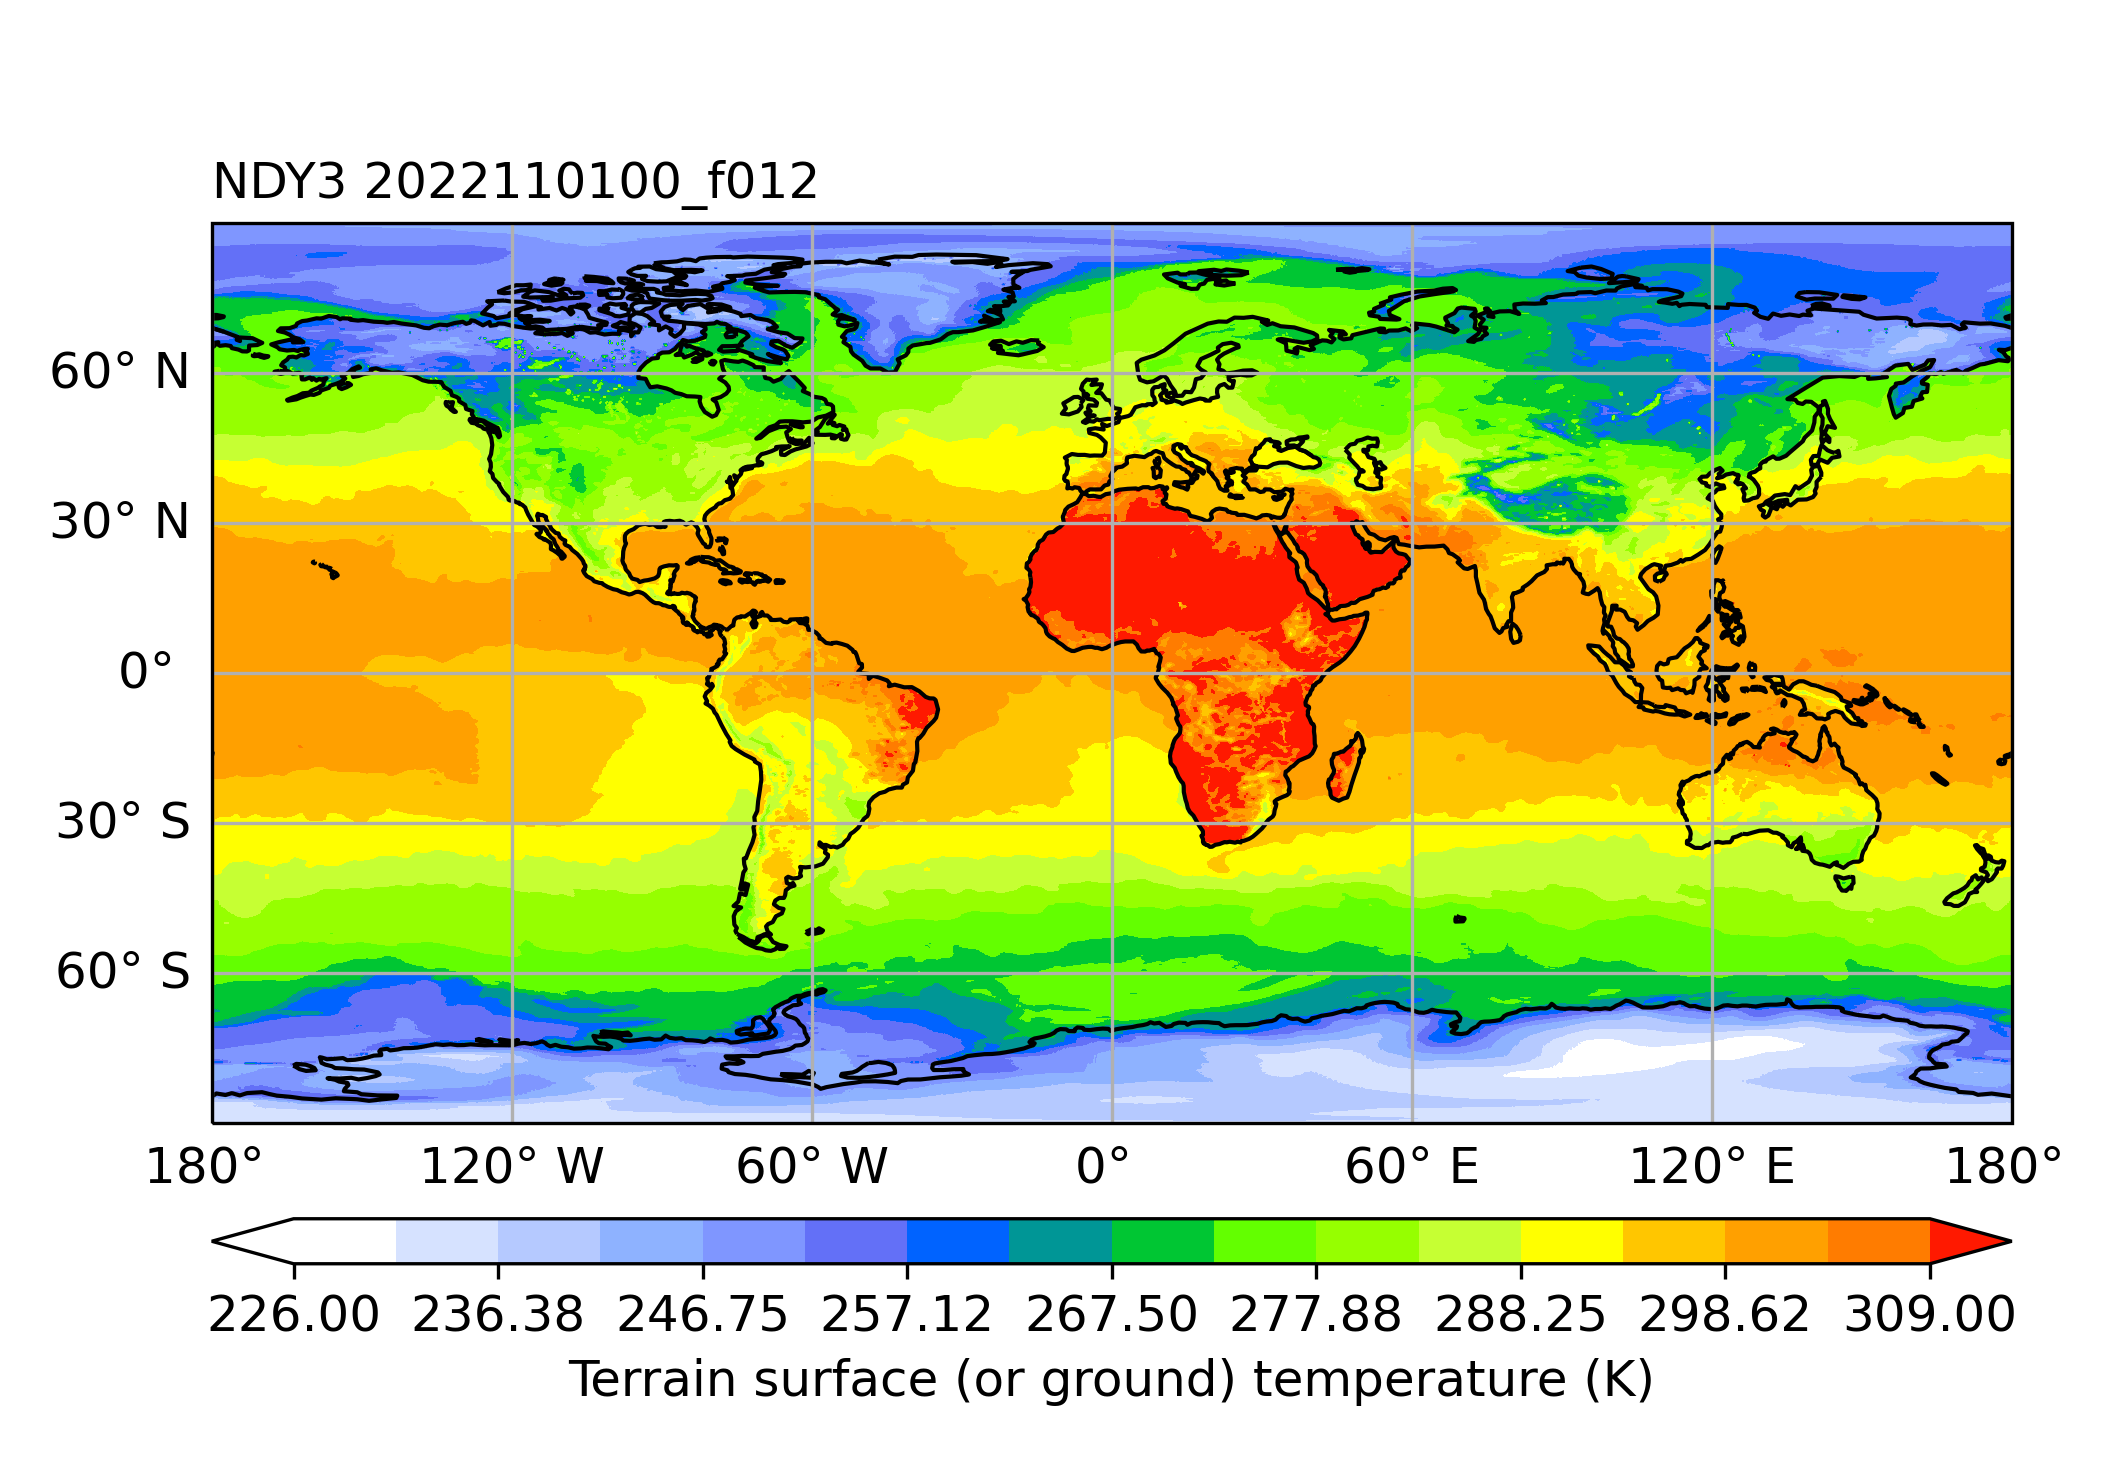 NDY3 2022110100_f012
60° N
30° N
0°
30° S
60° S
180° 120° W 60° W 0° 60° E 120° E 180°
226.00 236.38 246.75 257.12 267.50 277.88 288.25 298.62 309.00
Terrain surface (or ground) temperature (K)